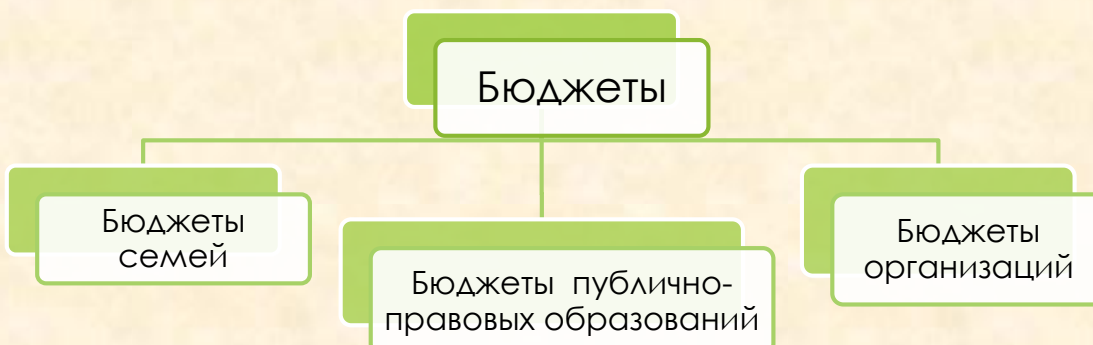 Бюджеты
Бюджеты
семей
Бюджеты публично-
правовых образований
Бюджеты
организаций